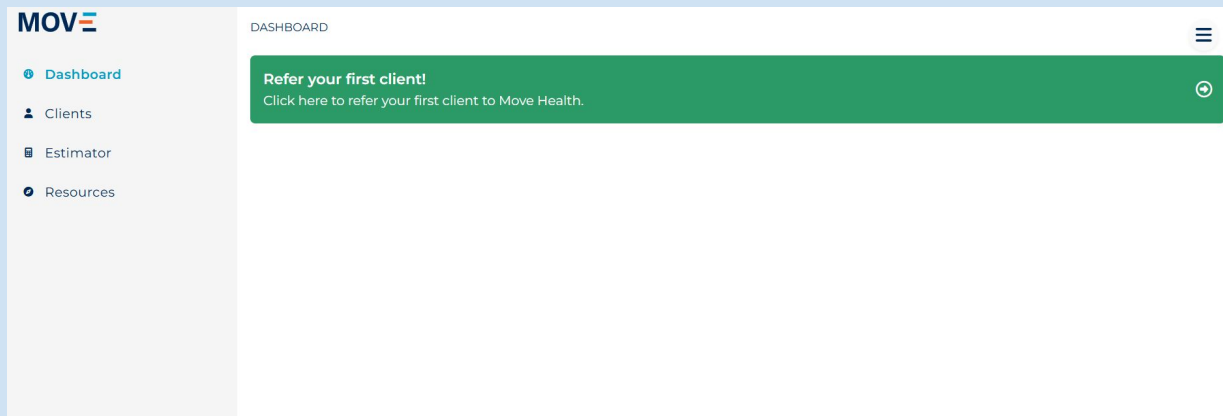 MOVE
DASHBOARD
Dashboard
Clients
Estimator
Resources
Refer your first client!
Click here to refer your first client to Move Health.